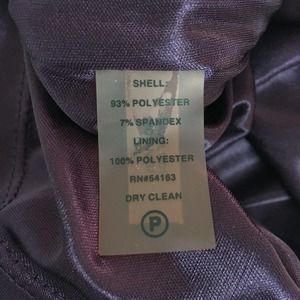 SHELL:
93% POLYESTER
7% SPANDEX
LINING:
100% POLYESTER
RN#54163
DRY CLEAN
P